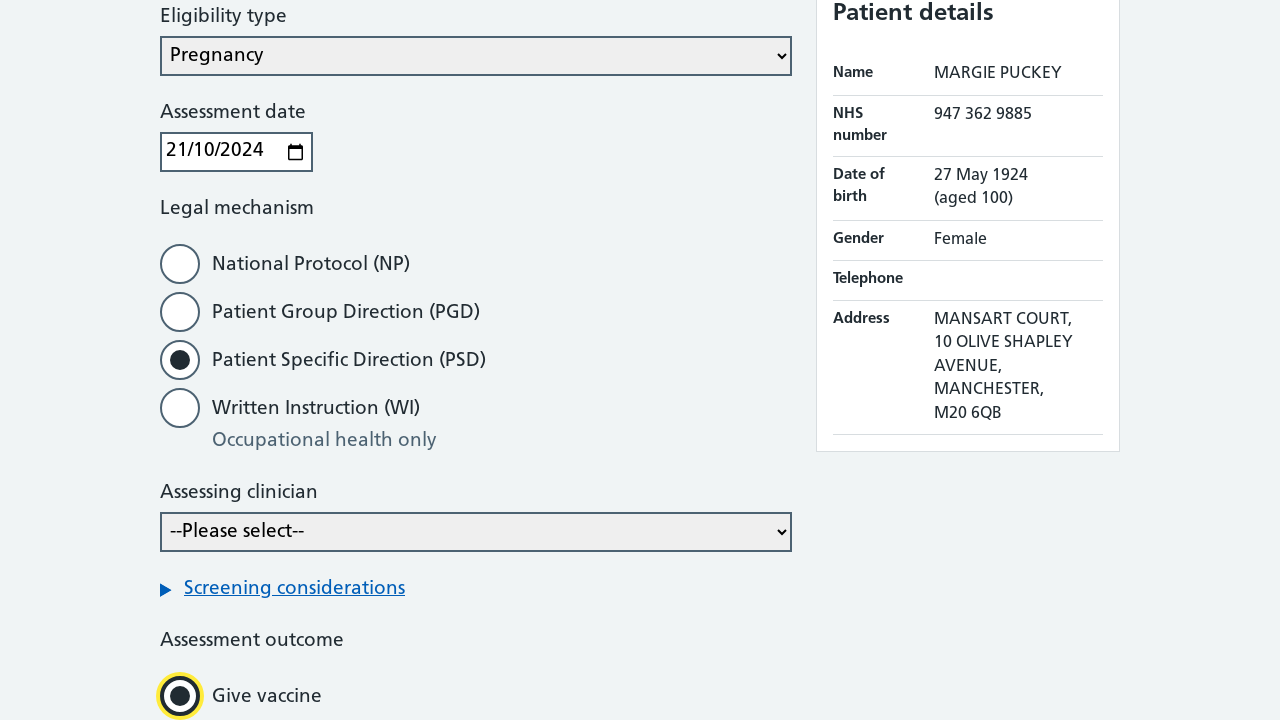 Eligibility type
Pregnancy
Assessment date
21/10/2024
Legal mechanism
National Protocol (NP)
Patient Group Direction (PGD)
Patient Specific Direction (PSD)
Written Instruction (WI)
Occupational health only
Assessing clinician
--Please select--
Screening considerations
Assessment outcome
Give vaccine
Patient details
Name MARGIE PUCKEY
NHS number 947 362 9885
Date of birth 27 May 1924
(aged 100)
Gender Female
Telephone
Address MANSART COURT,
10 OLIVE SHAPLEY
AVENUE,
MANCHESTER,
M20 6QB